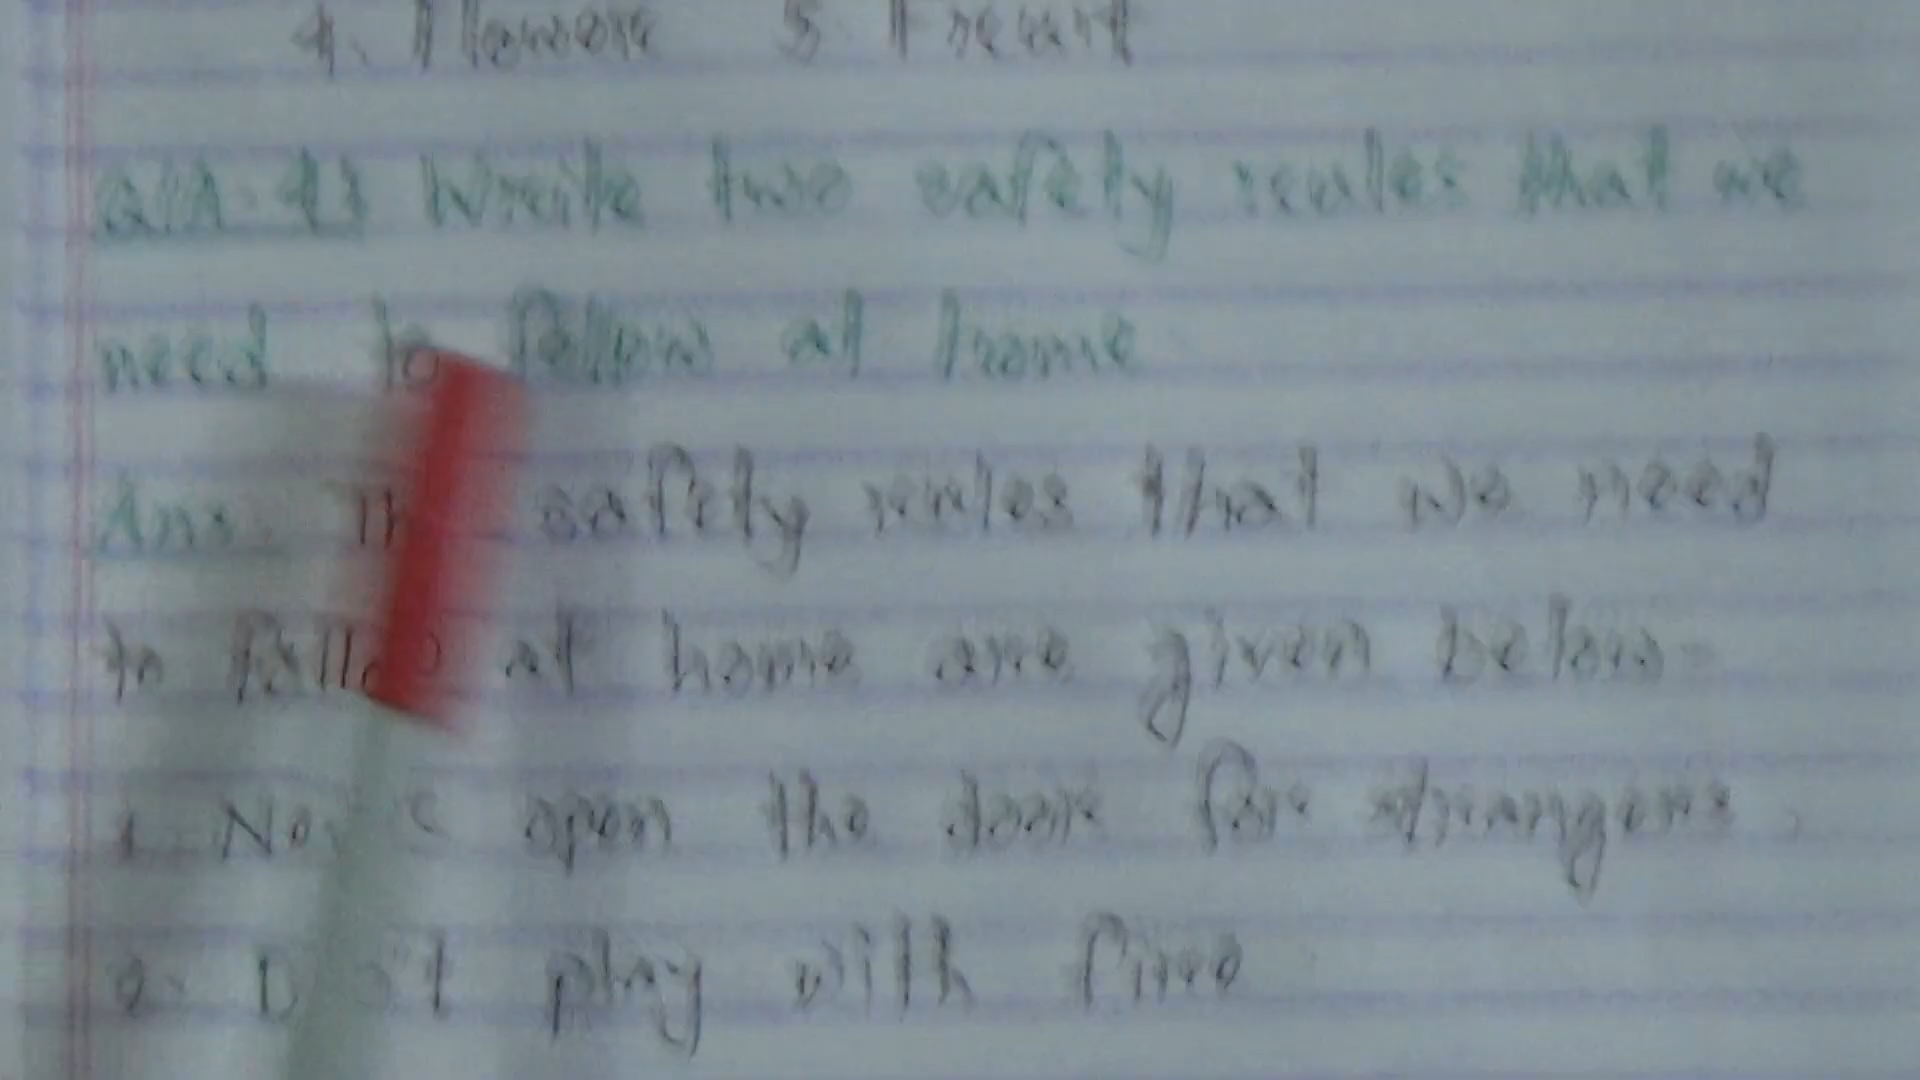 4. Flower 5. Fruit
Q/A. 4) Write two safety rules that we
need to follow at home
Ans. safety rules that we need
to at home are given below-
1. open the door for strangers.
2. play with fire